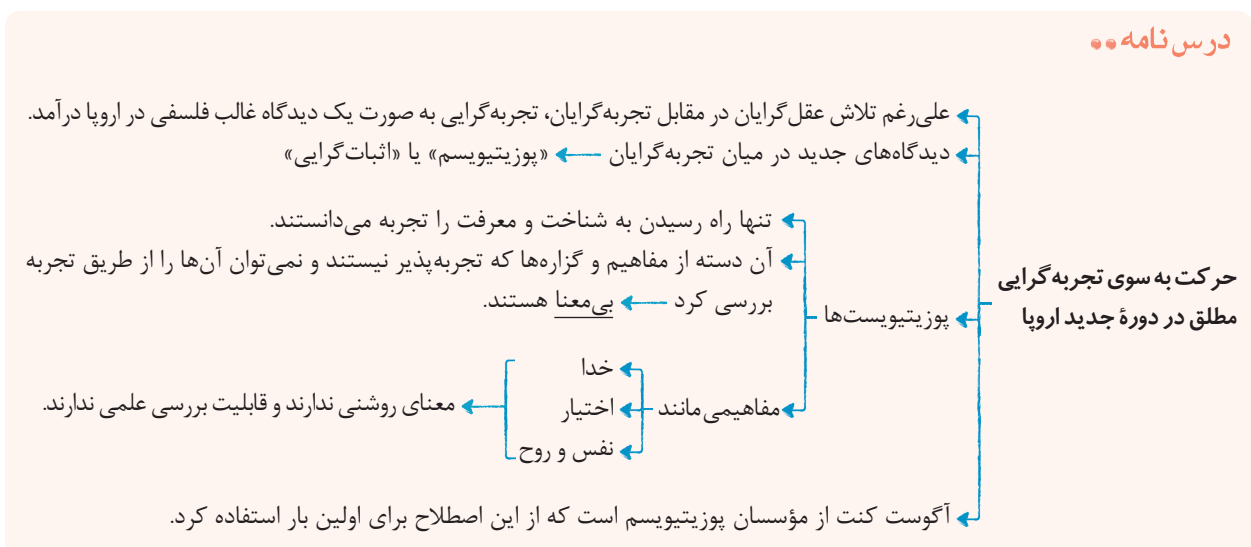 درس‌نامه
علی‌رغم تلاش عقل‌گرایان در مقابل تجربه‌گرایان، تجربه‌گرایی به صورت یک دیدگاه غالب فلسفی در اروپا درآمد.
دیدگاه‌های جدید در میان تجربه‌گرایان «پوزیتیویسم» یا «اثبات‌گرایی»
حرکت به سوی تجربه‌گرایی
مطلق در دورهٔ جدید اروپا
پوزیتیویست‌ها
تنها راه رسیدن به شناخت و معرفت را تجربه می‌دانستند.
آن دسته از مفاهیم و گزاره‌ها که تجربه‌پذیر نیستند و نمی‌توان آن‌ها را از طریق تجربه
بررسی کرد بی‌معنا هستند.
مفاهیمی مانند
خدا
اختیار
نفس و روح
معنای روشنی ندارند و قابلیت بررسی علمی ندارند.
آگوست کنت از مؤسسان پوزیتیویسم است که از این اصطلاح برای اولین بار استفاده کرد.